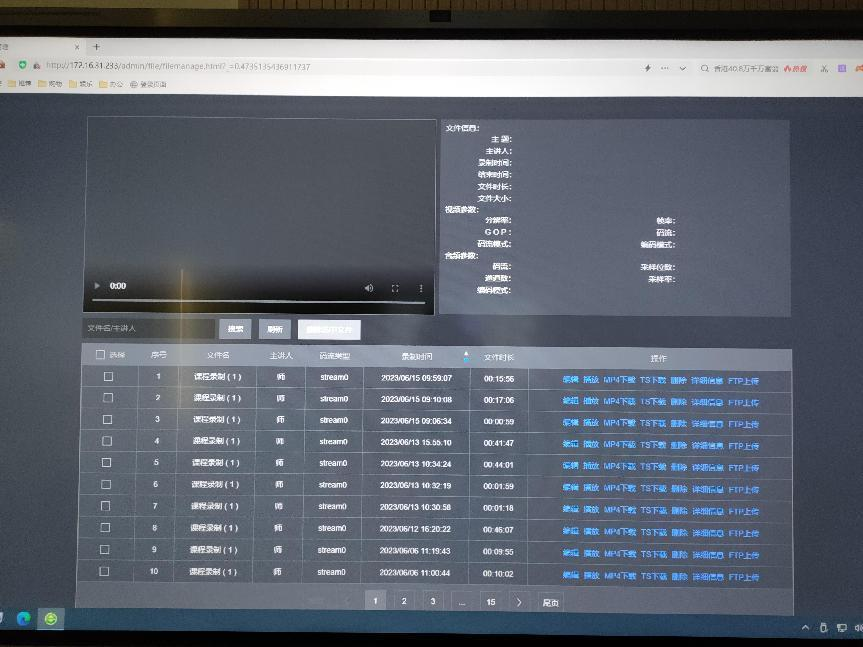 http://172.16.31.233/admin/file/filemanage.html?_=0.4735135436911737
香港40.8万千万富翁 热搜
推荐 购物 娱乐 办公 登录页面
文件信息:
主 题:
主讲人:
录制时间:
结束时间:
文件时长:
文件大小:
视频参数:
分辨率: 帧率:
G O P : 码流:
码流模式: 编码模式:
音频参数:
码流: 采样位数:
通道数: 采样率:
编码模式:
0:00
文件名/主讲人 搜索 刷新
选择 序号 文件名 主讲人 码流类型 录制时间 文件时长 操作
1 课程录制 ( 1 ) 师 stream0 2023/06/15 09:59:07 00:15:56 编辑 播放 MP4下载 TS下载 删除 详细信息 FTP上传
2 课程录制 ( 1 ) 师 stream0 2023/06/15 09:10:08 00:17:06 编辑 播放 MP4下载 TS下载 删除 详细信息 FTP上传
3 课程录制 ( 1 ) 师 stream0 2023/06/15 09:06:34 00:00:59 编辑 播放 MP4下载 TS下载 删除 详细信息 FTP上传
4 课程录制 ( 1 ) 师 stream0 2023/06/13 15:55:10 00:41:47 编辑 播放 MP4下载 TS下载 删除 详细信息 FTP上传
5 课程录制 ( 1 ) 师 stream0 2023/06/13 10:34:24 00:44:01 编辑 播放 MP4下载 TS下载 删除 详细信息 FTP上传
6 课程录制 ( 1 ) 师 stream0 2023/06/13 10:32:19 00:01:59 编辑 播放 MP4下载 TS下载 删除 详细信息 FTP上传
7 课程录制 ( 1 ) 师 stream0 2023/06/13 10:30:58 00:01:18 编辑 播放 MP4下载 TS下载 删除 详细信息 FTP上传
8 课程录制 ( 1 ) 师 stream0 2023/06/12 16:20:22 00:46:07 编辑 播放 MP4下载 TS下载 删除 详细信息 FTP上传
9 课程录制 ( 1 ) 师 stream0 2023/06/06 11:19:43 00:09:55 编辑 播放 MP4下载 TS下载 删除 详细信息 FTP上传
10 课程录制 ( 1 ) 师 stream0 2023/06/06 11:00:44 00:10:02 编辑 播放 MP4下载 TS下载 删除 详细信息 FTP上传
1 2 3 ... 15 尾页